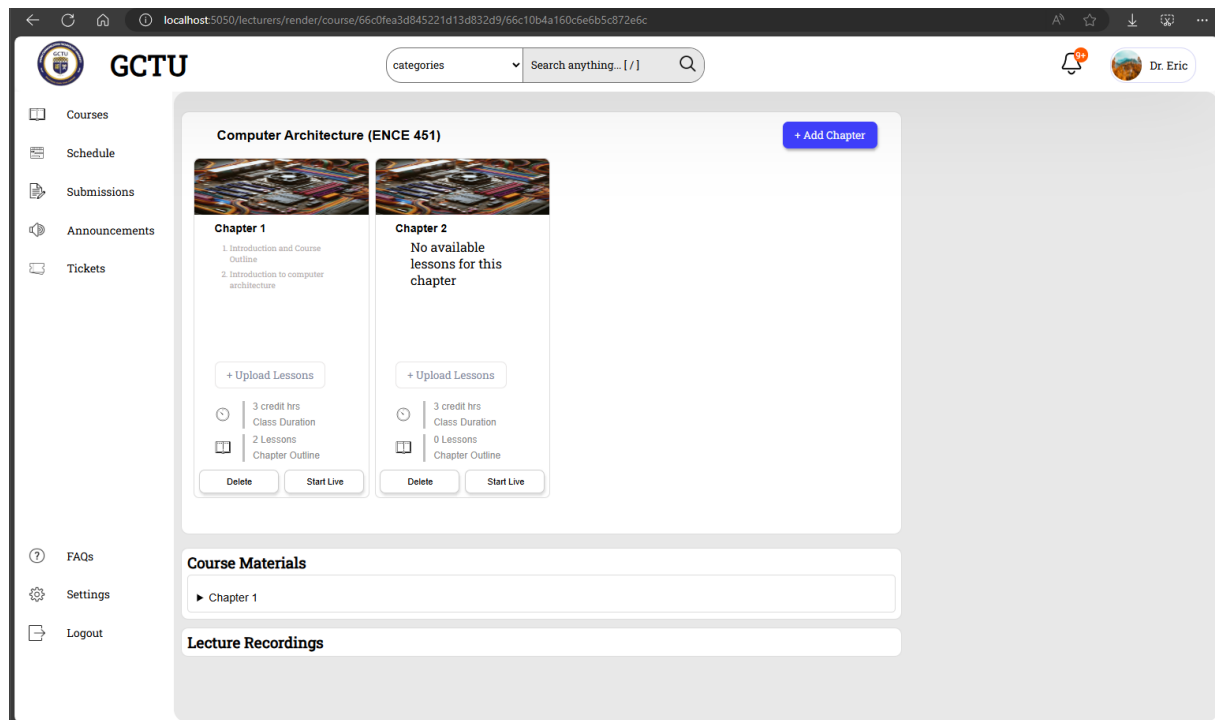 localhost:5050/lecturers/render/course/66c0fea3d845221d13d832d9/66c10b4a160c6e6b5c872e6c
GCTU
GCTU
categories
Search anything... [ / ]
9+
Dr. Eric
Courses
Schedule
Submissions
Announcements
Tickets
FAQs
Settings
Logout
Computer Architecture (ENCE 451)
+ Add Chapter
Chapter 1
1. Introduction and Course
Outline
2. Introduction to computer
architecture
+ Upload Lessons
3 credit hrs
Class Duration
2 Lessons
Chapter Outline
Delete
Start Live
Chapter 2
No available
lessons for this
chapter
+ Upload Lessons
3 credit hrs
Class Duration
0 Lessons
Chapter Outline
Delete
Start Live
Course Materials
Chapter 1
Lecture Recordings